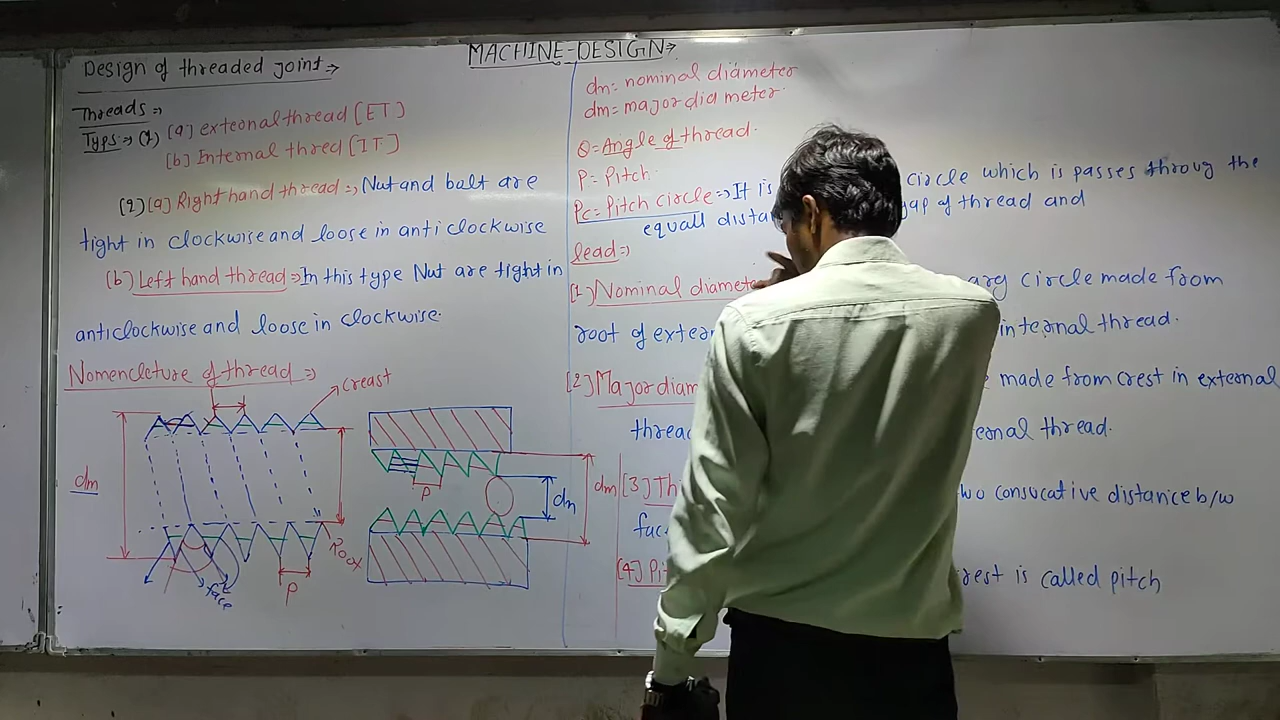 MACHINE-DESIGN⇒
Design of threaded joint⇒
Threads⇒
Typs⇒(1) [a] external thread [ET]
[b] Internal thred [IT]
(2) [a] Right hand thread⇒ Nut and balt are
tight in clockwise and loose in anti clockwise
(b) Left hand thread⇒ In this type Nut are tight in
anticlockwise and loose in clockwise.
Nomencleture of thread⇒
creast
dm
face
P
P
dn
dm
dn= nominal diameter
dm= major dia meter.
θ= Angle of thread.
P= Pitch.
Pc= Pitch circle⇒ It is circle which is passes throug the
equall distan gap of thread and
lead⇒
[1] Nominal diamete ary circle made from
root of exter internal thread.
[2] Major diam made from crest in external
threa ernal thread.
[3] Th wo consucative distance b/w
fac
[4] Pi rest is called pitch